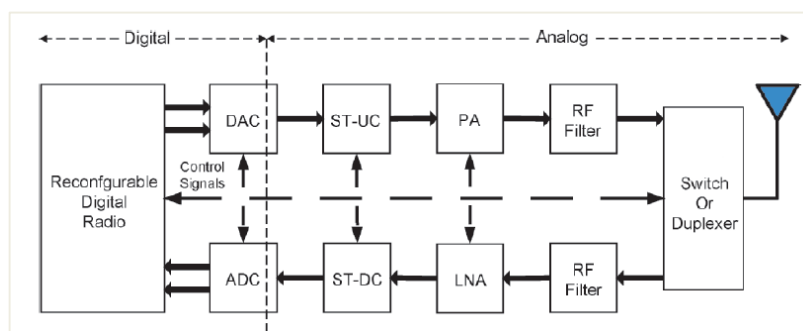 Digital
Analog
DAC
ST-UC
PA
RF
Filter
Control
Signals
Reconfgurable
Digital
Radio
Switch
Or
Duplexer
ADC
ST-DC
LNA
RF
Filter